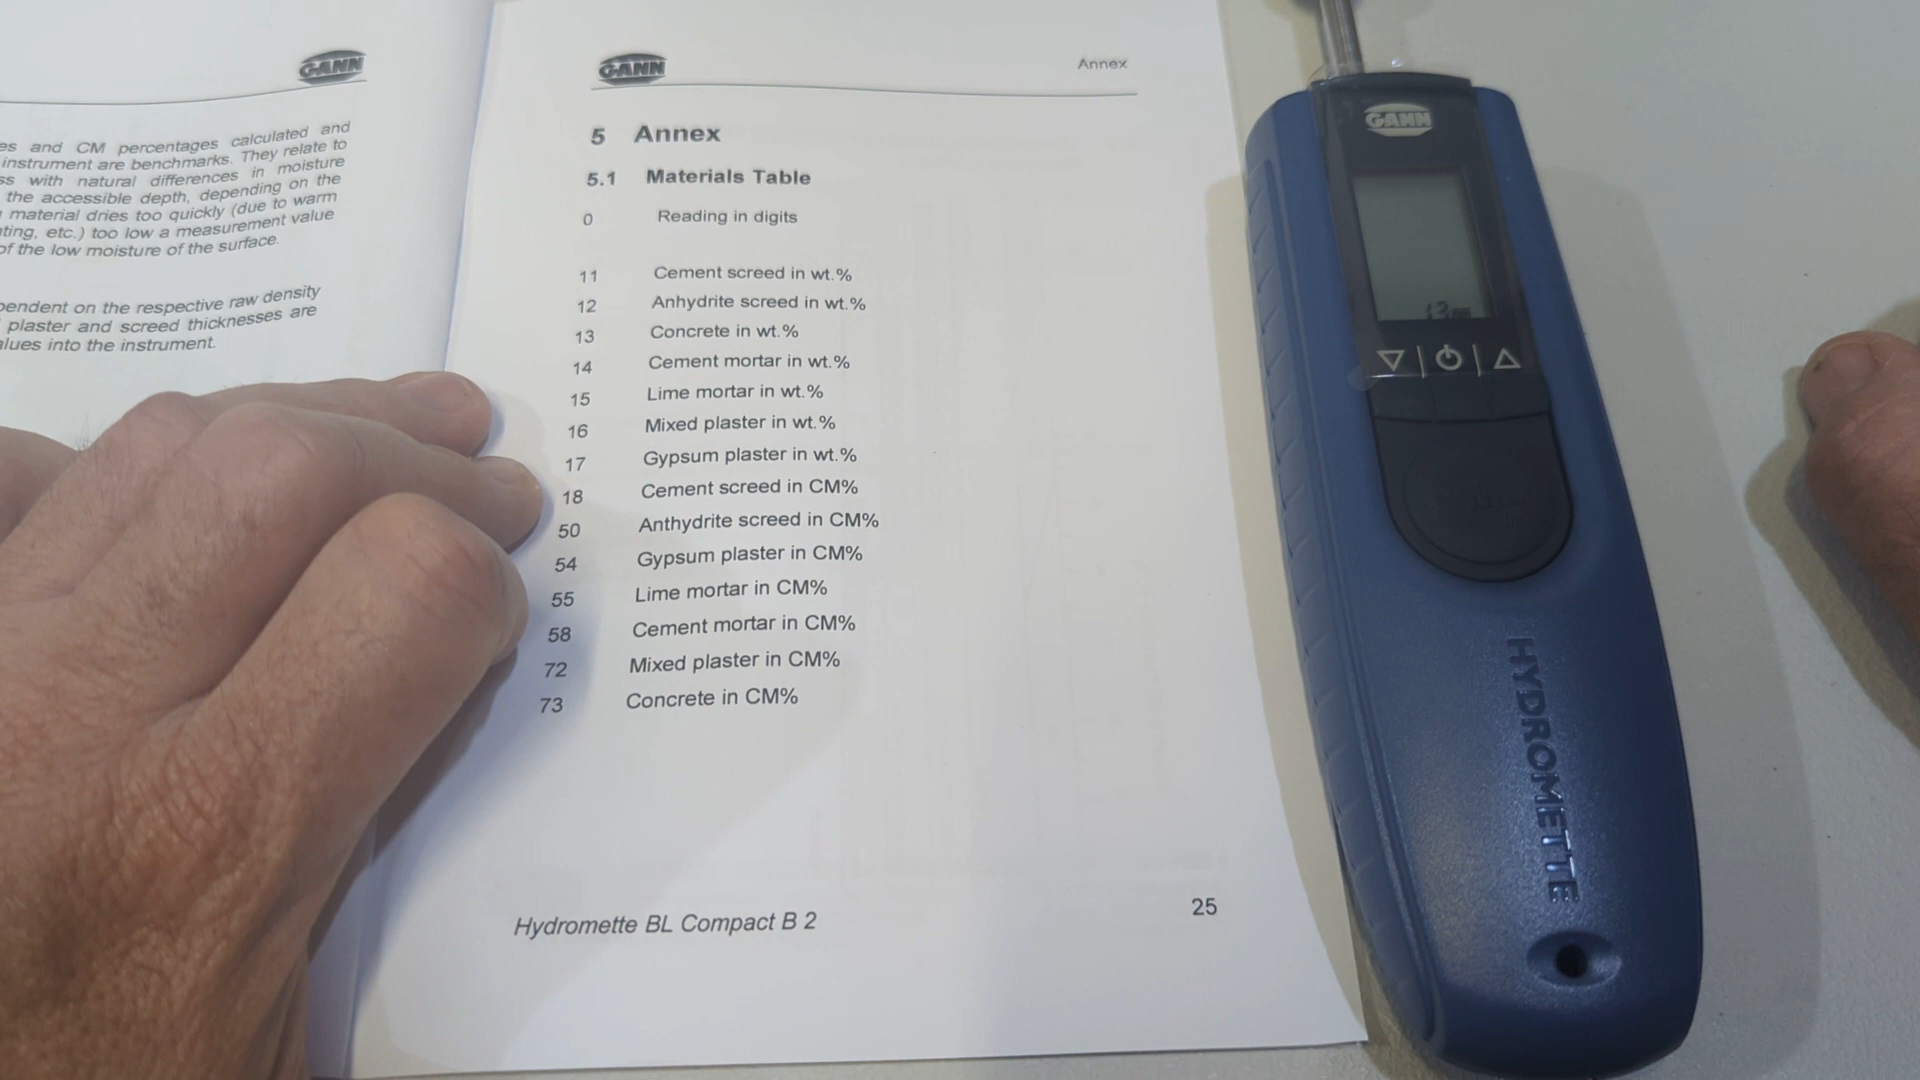 GANN
es and CM percentages calculated and
instrument are benchmarks. They relate to
ss with natural differences in moisture
the accessible depth, depending on the
material dries too quickly (due to warm
ting, etc.) too low a measurement value
of the low moisture of the surface.
pendent on the respective raw density
plaster and screed thicknesses are
alues into the instrument.
GANN
Annex
5 Annex
5.1 Materials Table
0 Reading in digits
11 Cement screed in wt.%
12 Anhydrite screed in wt.%
13 Concrete in wt.%
14 Cement mortar in wt.%
15 Lime mortar in wt.%
16 Mixed plaster in wt.%
17 Gypsum plaster in wt.%
18 Cement screed in CM%
50 Anthydrite screed in CM%
54 Gypsum plaster in CM%
55 Lime mortar in CM%
58 Cement mortar in CM%
72 Mixed plaster in CM%
73 Concrete in CM%
Hydromette BL Compact B 2
25
GANN
HYDROMETTE